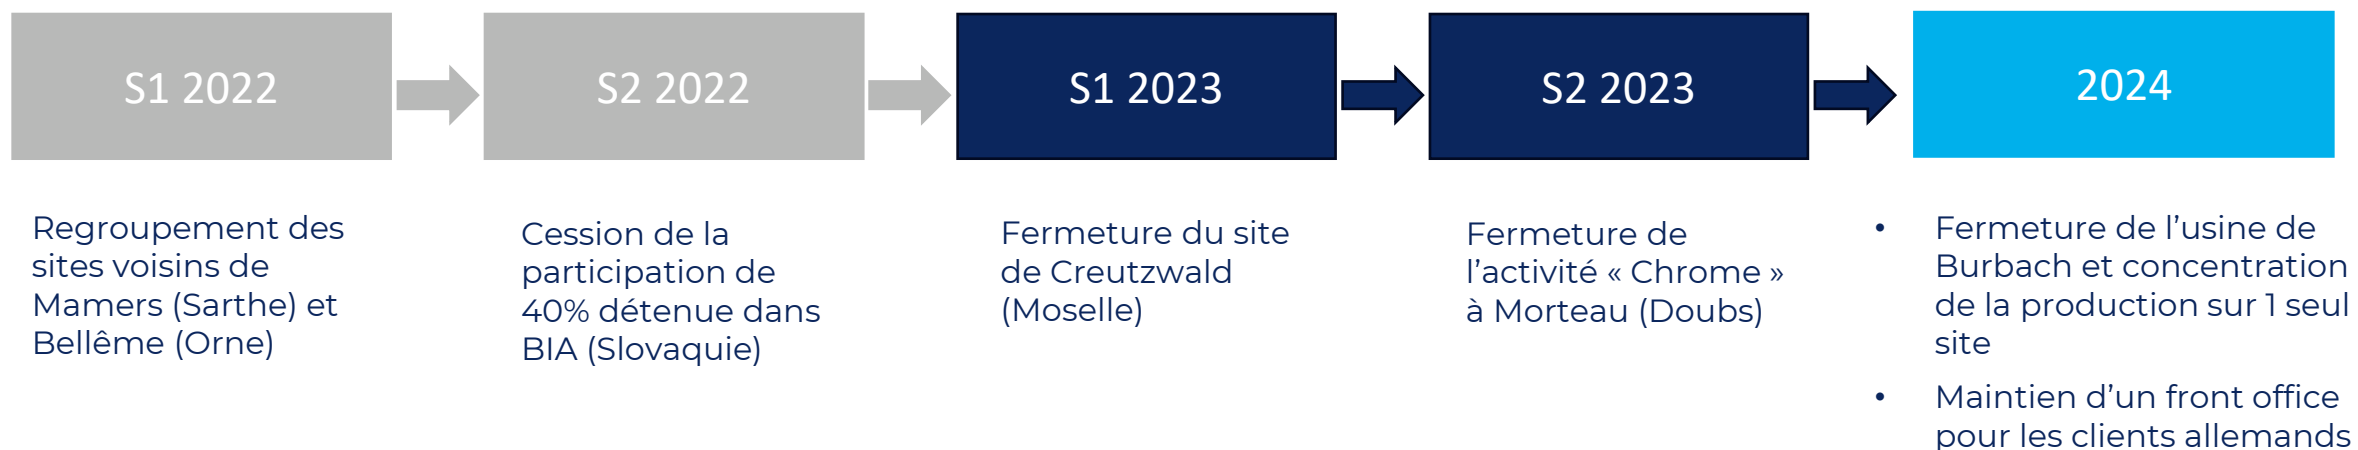 S1 2022
S2 2022
S1 2023
S2 2023
2024
Regroupement des
sites voisins de
Mamers (Sarthe) et
Bellême (Orne)
Cession de la
participation de
40% détenue dans
BIA (Slovaquie)
Fermeture du site
de Creutzwald
(Moselle)
Fermeture de
l’activité « Chrome »
à Morteau (Doubs)
• Fermeture de l’usine de
Burbach et concentration
de la production sur 1 seul
site
• Maintien d’un front office
pour les clients allemands